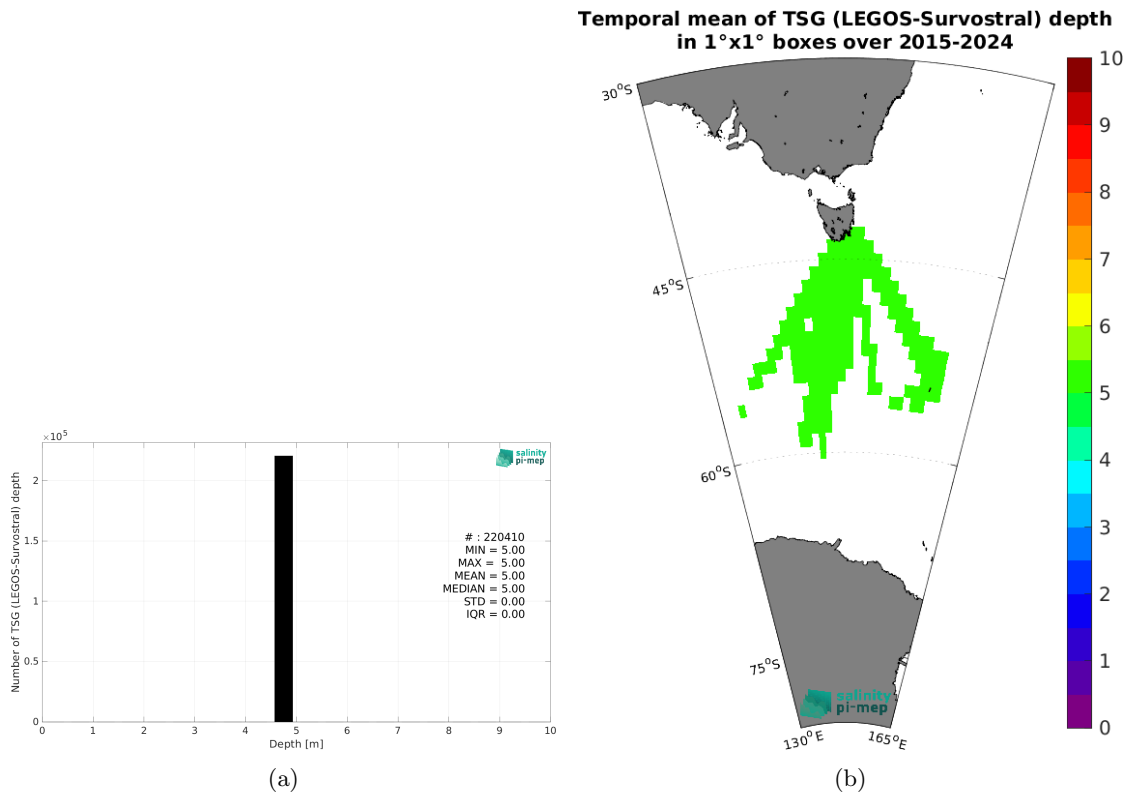 ×10⁵
2
1.5
1
0.5
0
Number of TSG (LEGOS-Survostral) depth
salinity
pi-mep
# : 220410
MIN = 5.00
MAX =  5.00
MEAN = 5.00
MEDIAN = 5.00
STD = 0.00
IQR = 0.00
0 1 2 3 4 5 6 7 8 9 10
Depth [m]
(a)
Temporal mean of TSG (LEGOS-Survostral) depth
in 1°x1° boxes over 2015-2024
30°S
45°S
60°S
75°S
130°E
165°E
salinity
pi-mep
10
9
8
7
6
5
4
3
2
1
0
(b)